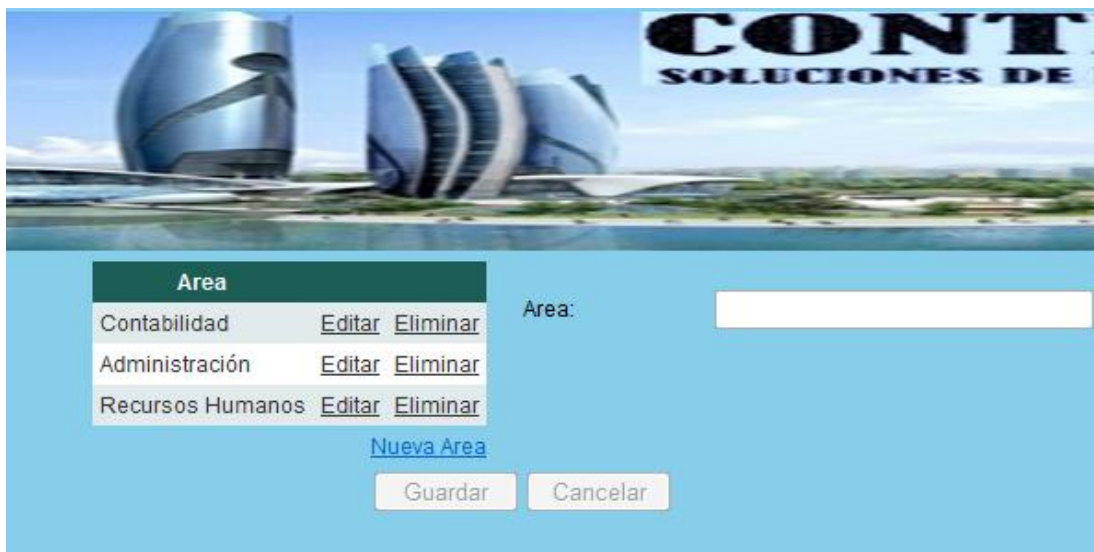 CONT
SOLUCIONES DE
Area
Contabilidad Editar Eliminar
Administración Editar Eliminar
Recursos Humanos Editar Eliminar
Nueva Area
Area:
Guardar Cancelar